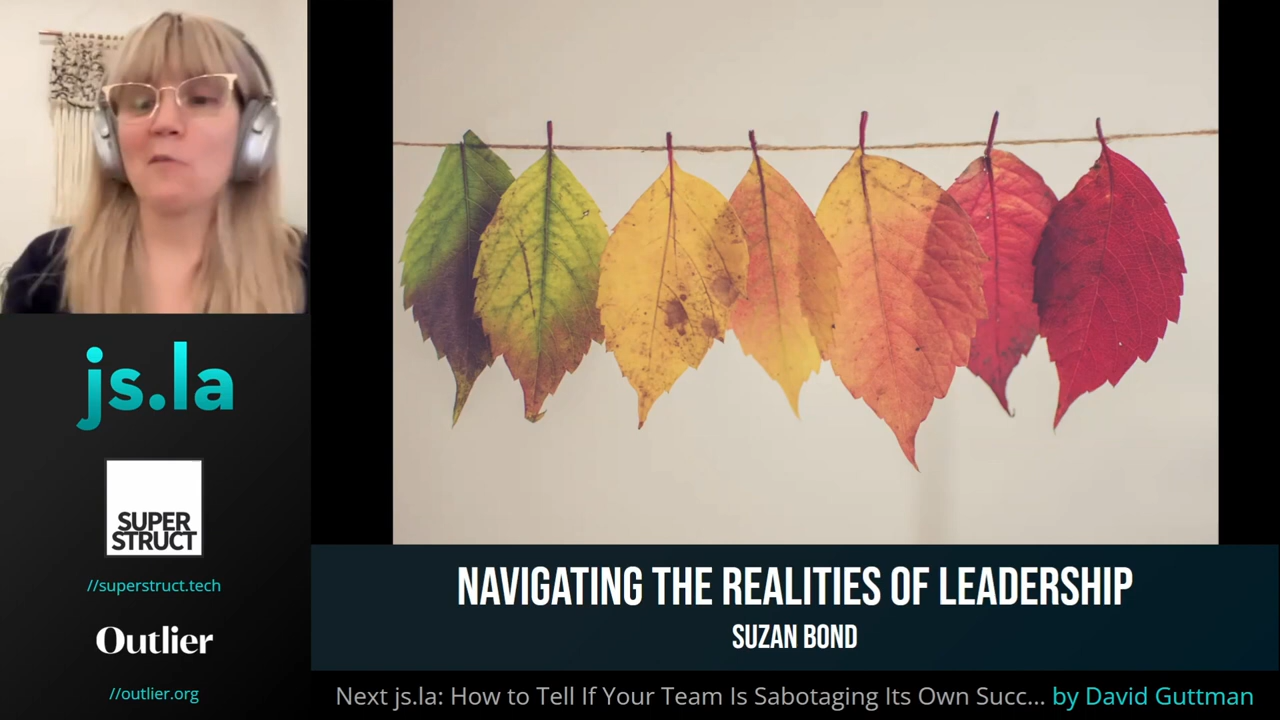 js.la
SUPER
STRUCT
//superstruct.tech
Outlier
//outlier.org
NAVIGATING THE REALITIES OF LEADERSHIP
SUZAN BOND
Next js.la: How to Tell If Your Team Is Sabotaging Its Own Succ... by David Guttman